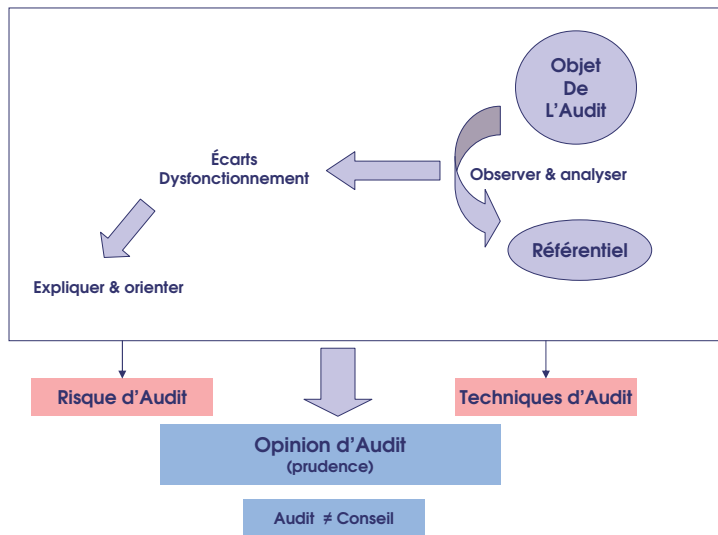 Objet
De
L'Audit
Écarts
Dysfonctionnement
Observer & analyser
Référentiel
Expliquer & orienter
Risque d'Audit
Techniques d'Audit
Opinion d'Audit
(prudence)
Audit ≠ Conseil